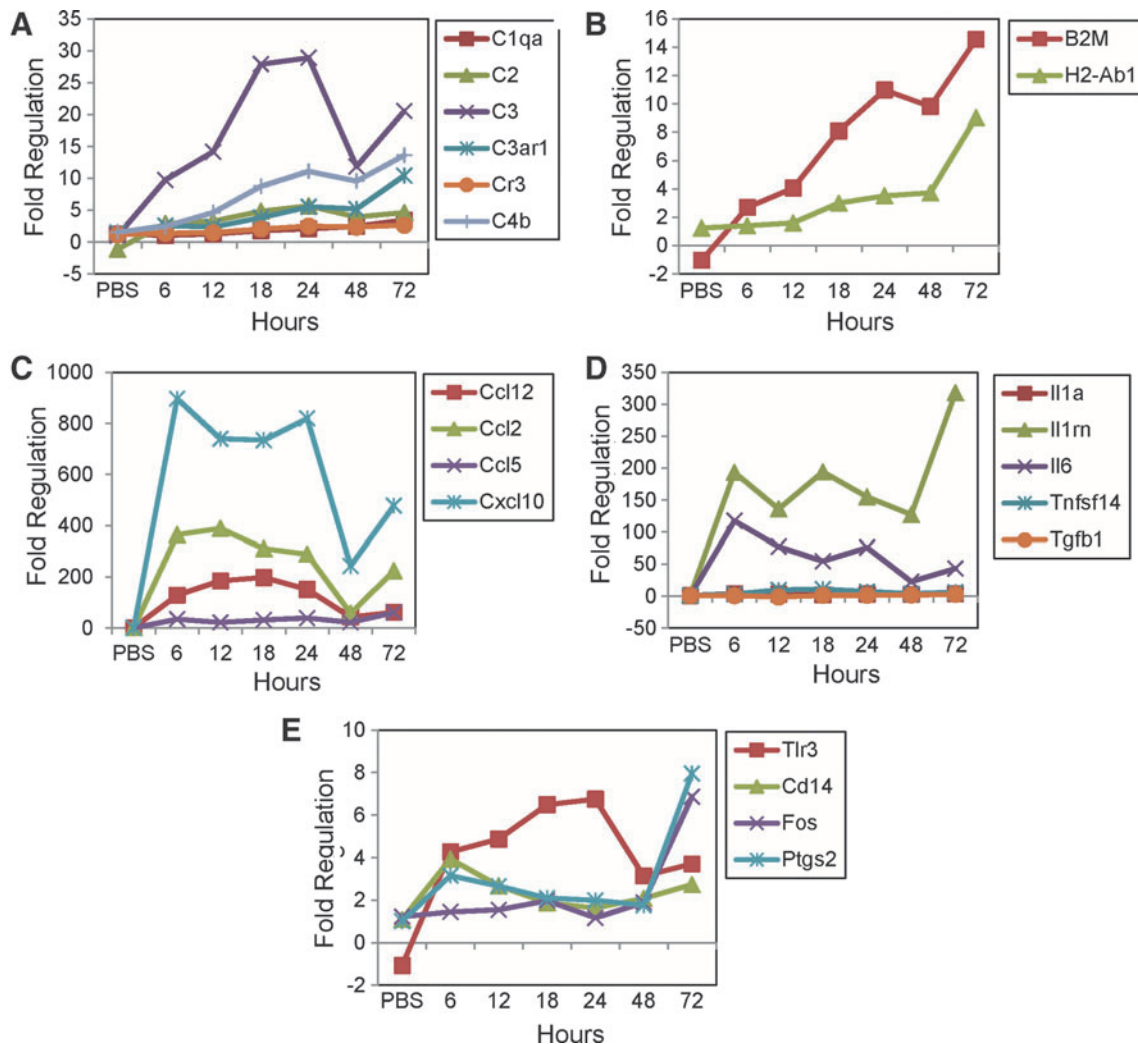 A
35
30
25
20
15
10
5
0
-5
Fold Regulation
PBS 6 12 18 24 48 72
Hours
C1qa
C2
C3
C3ar1
Cr3
C4b
B
16
14
12
10
8
6
4
2
0
-2
Fold Regulation
PBS 6 12 18 24 48 72
Hours
B2M
H2-Ab1
C
1000
800
600
400
200
0
Fold Regulation
PBS 6 12 18 24 48 72
Hours
Ccl12
Ccl2
Ccl5
Cxcl10
D
350
300
250
200
150
100
50
0
-50
Fold Regulation
PBS 6 12 18 24 48 72
Hours
Il1a
Il1rn
Il6
Tnfsf14
Tgfb1
E
10
8
6
4
2
0
-2
Fold Regulation
PBS 6 12 18 24 48 72
Hours
Tlr3
Cd14
Fos
Ptgs2